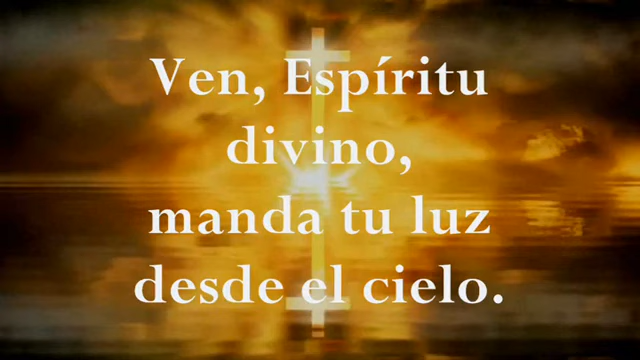 Ven, Espíritu
divino,
manda tu luz
desde el cielo.